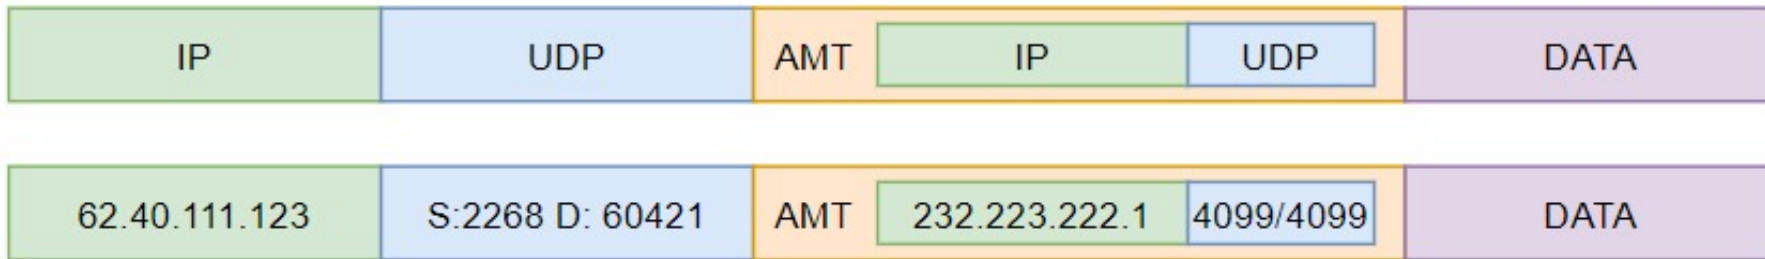 IP UDP AMT IP UDP DATA
62.40.111.123 S:2268 D: 60421 AMT 232.223.222.1 4099/4099 DATA